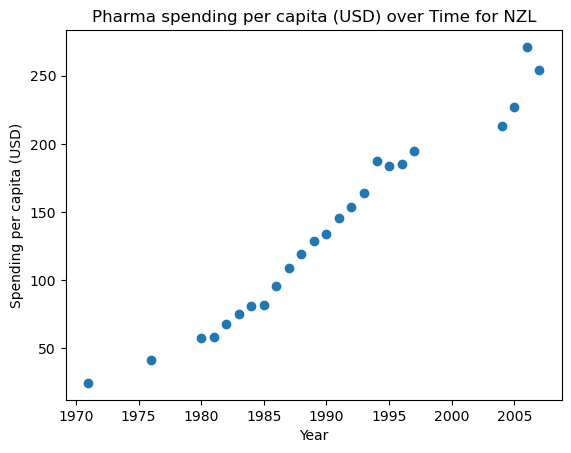 Pharma spending per capita (USD) over Time for NZL
Spending per capita (USD)
250
200
150
100
50
1970 1975 1980 1985 1990 1995 2000 2005
Year